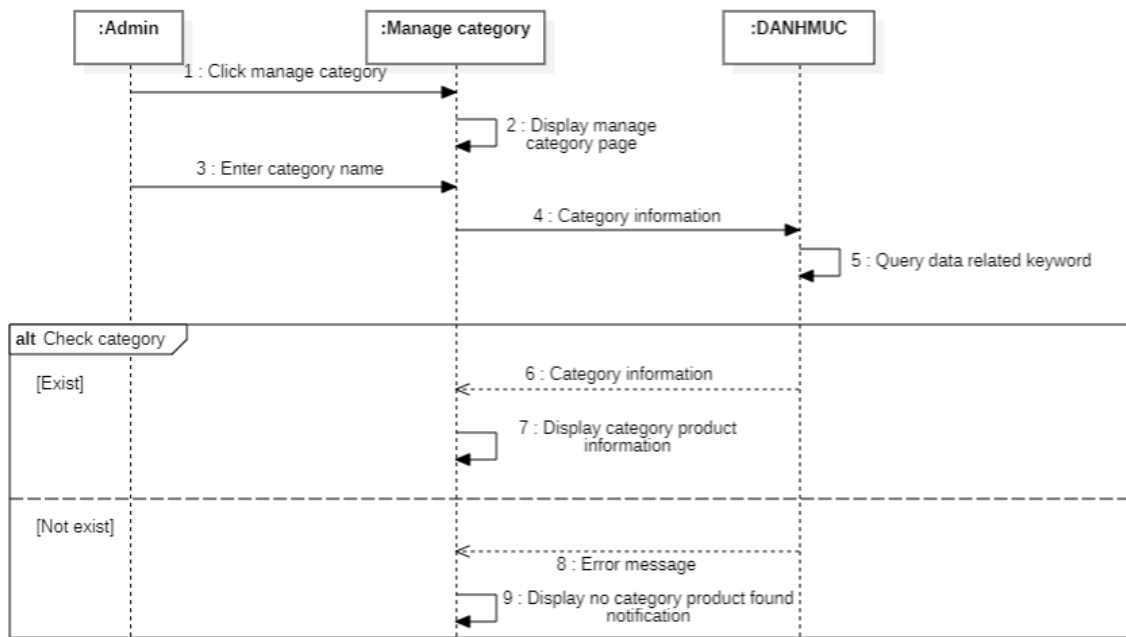 :Admin
:Manage category
:DANHMUC
1 : Click manage category
2 : Display manage
category page
3 : Enter category name
4 : Category information
5 : Query data related keyword
alt Check category
[Exist]
6 : Category information
7 : Display category product
information
[Not exist]
8 : Error message
9 : Display no category product found
notification